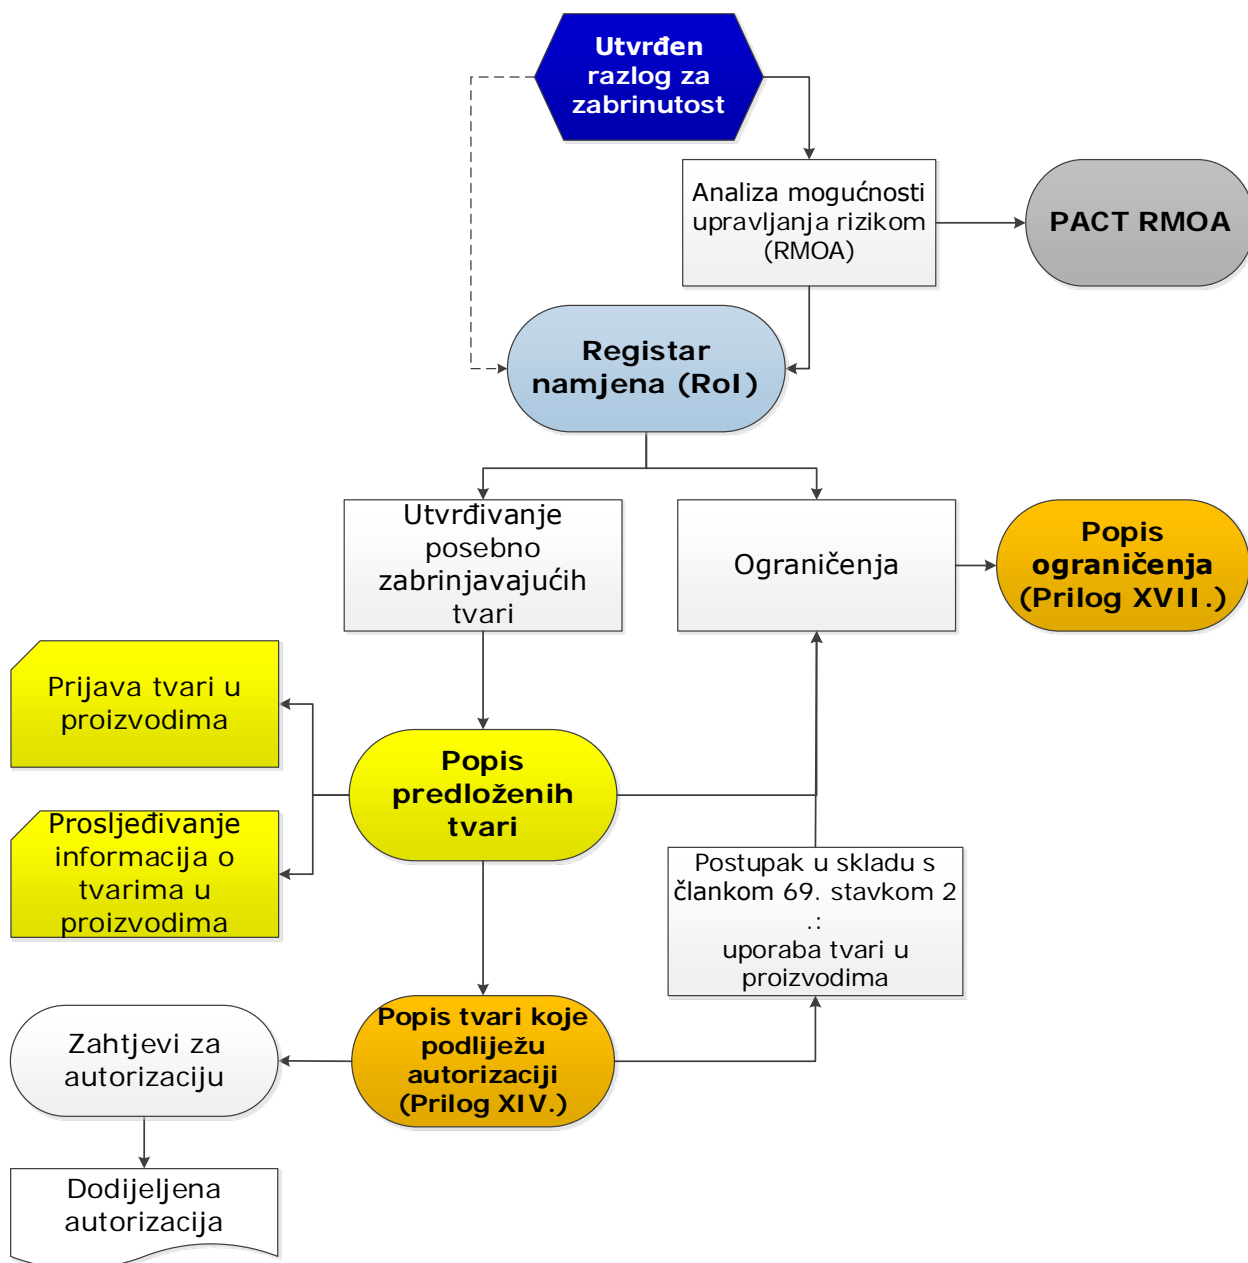 Utvrđen
razlog za
zabrinutost
Analiza mogućnosti
upravljanja rizikom
(RMOA)
PACT RMOA
Registar
namjena (RoI)
Utvrđivanje
posebno
zabrinjavajućih
tvari
Ograničenja
Popis
ograničenja
(Prilog XVII.)
Prijava tvari u
proizvodima
Popis
predloženih
tvari
Prosljeđivanje
informacija o
tvarima u
proizvodima
Postupak u skladu s
člankom 69. stavkom 2
.:
uporaba tvari u
proizvodima
Zahtjevi za
autorizaciju
Popis tvari koje
podliježu
autorizaciji
(Prilog XIV.)
Dodijeljena
autorizacija